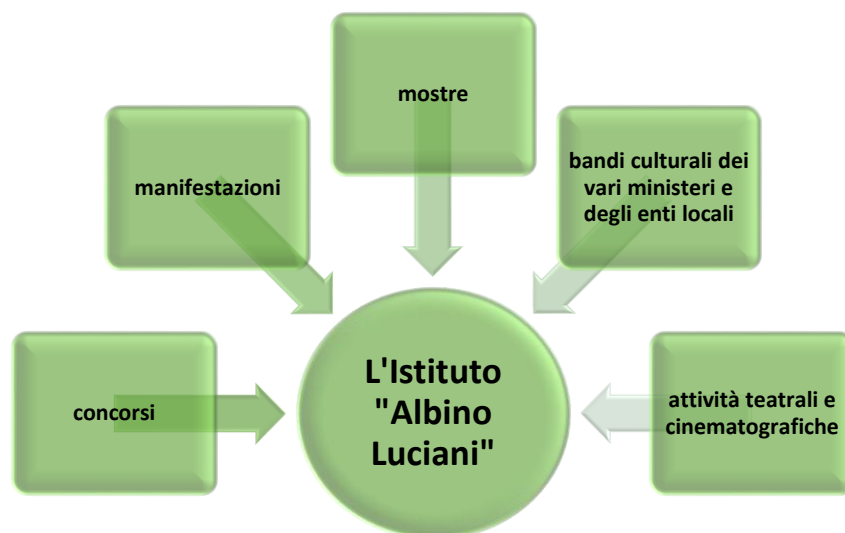 mostre
manifestazioni
bandi culturali dei
vari ministeri e
degli enti locali
concorsi
L'Istituto
"Albino
Luciani"
attività teatrali e
cinematografiche